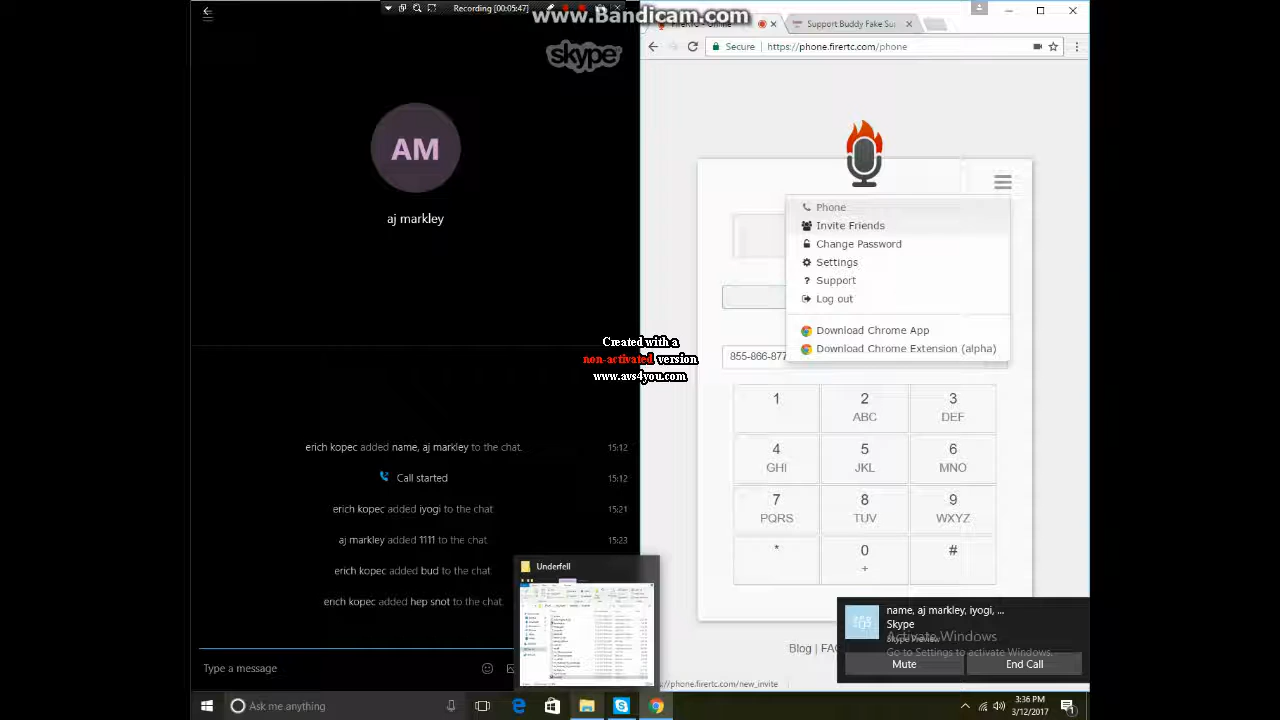 Recording [00:05:47]
www.Bandicam.com
skype
AM
aj markley
erich kopec added name, aj markley to the chat.
15:12
Call started
15:12
erich kopec added iyogi to the chat
15:21
aj markley added 1111 to the chat
15:23
erich kopec added bud to the chat
added hep snot to the chat
Type a message
Underfell
Created with a
non-activated version
www.avs4you.com
Support Buddy Fake Su
Secure
https://phone.firertc.com/phone
Phone
Invite Friends
Change Password
Settings
Support
Log out
Download Chrome App
Download Chrome Extension (alpha)
855-866-877
1
2
ABC
3
DEF
4
GHI
5
JKL
6
MNO
7
PQRS
8
TUV
9
WXYZ
*
0
+
#
Blog |
name, aj markley, iyogi, ...
Skype
Activate Windows
Go to Settings to activate Windows.
Mute
End Call
phone.firertc.com/new_invite
Ask me anything
3:36 PM
3/12/2017